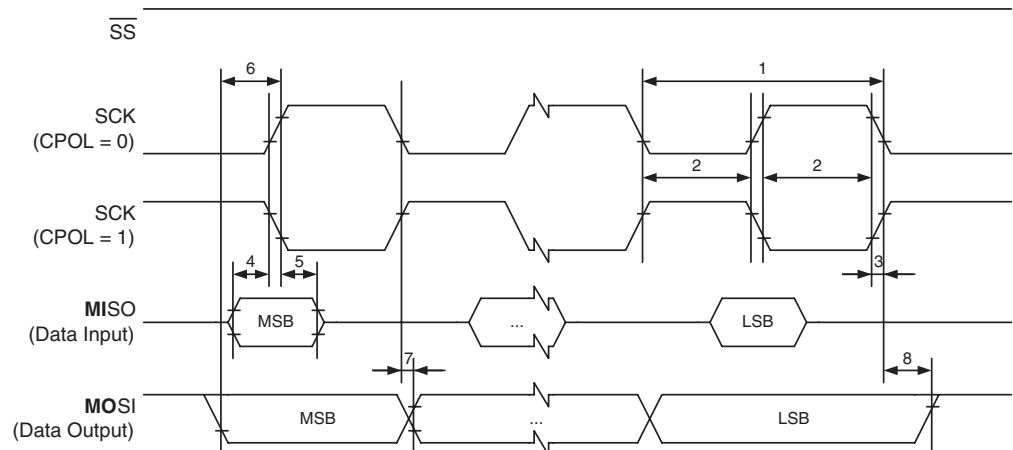 SS
6
1
SCK
(CPOL = 0)
2
2
SCK
(CPOL = 1)
4
5
3
MISO
(Data Input)
MSB
...
LSB
7
8
MOSI
(Data Output)
MSB
...
LSB